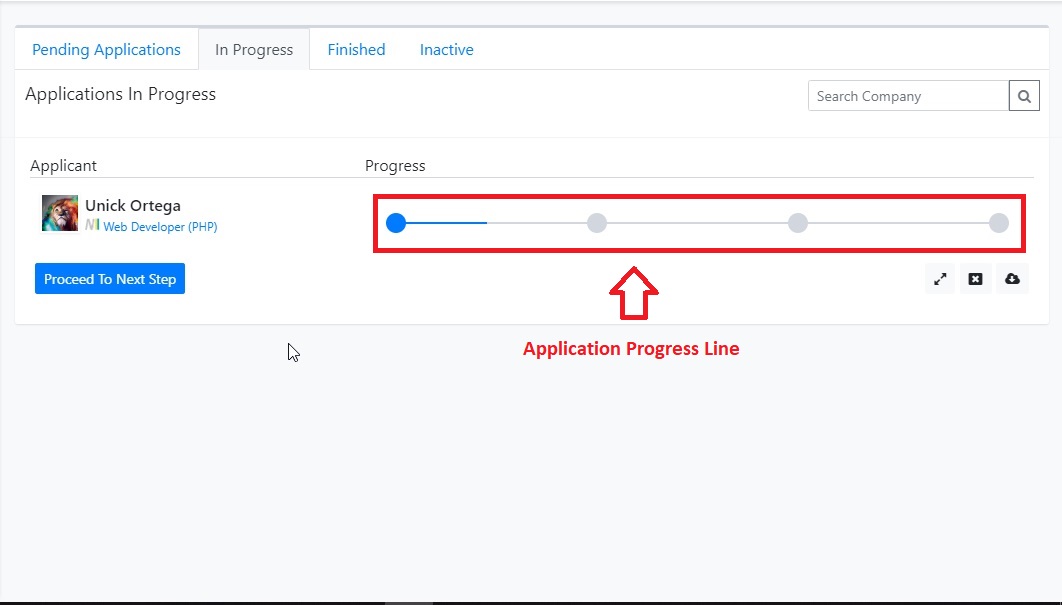 Pending Applications In Progress Finished Inactive
Applications In Progress
Search Company
Applicant Progress
Unick Ortega
Web Developer (PHP)
Proceed To Next Step
Application Progress Line